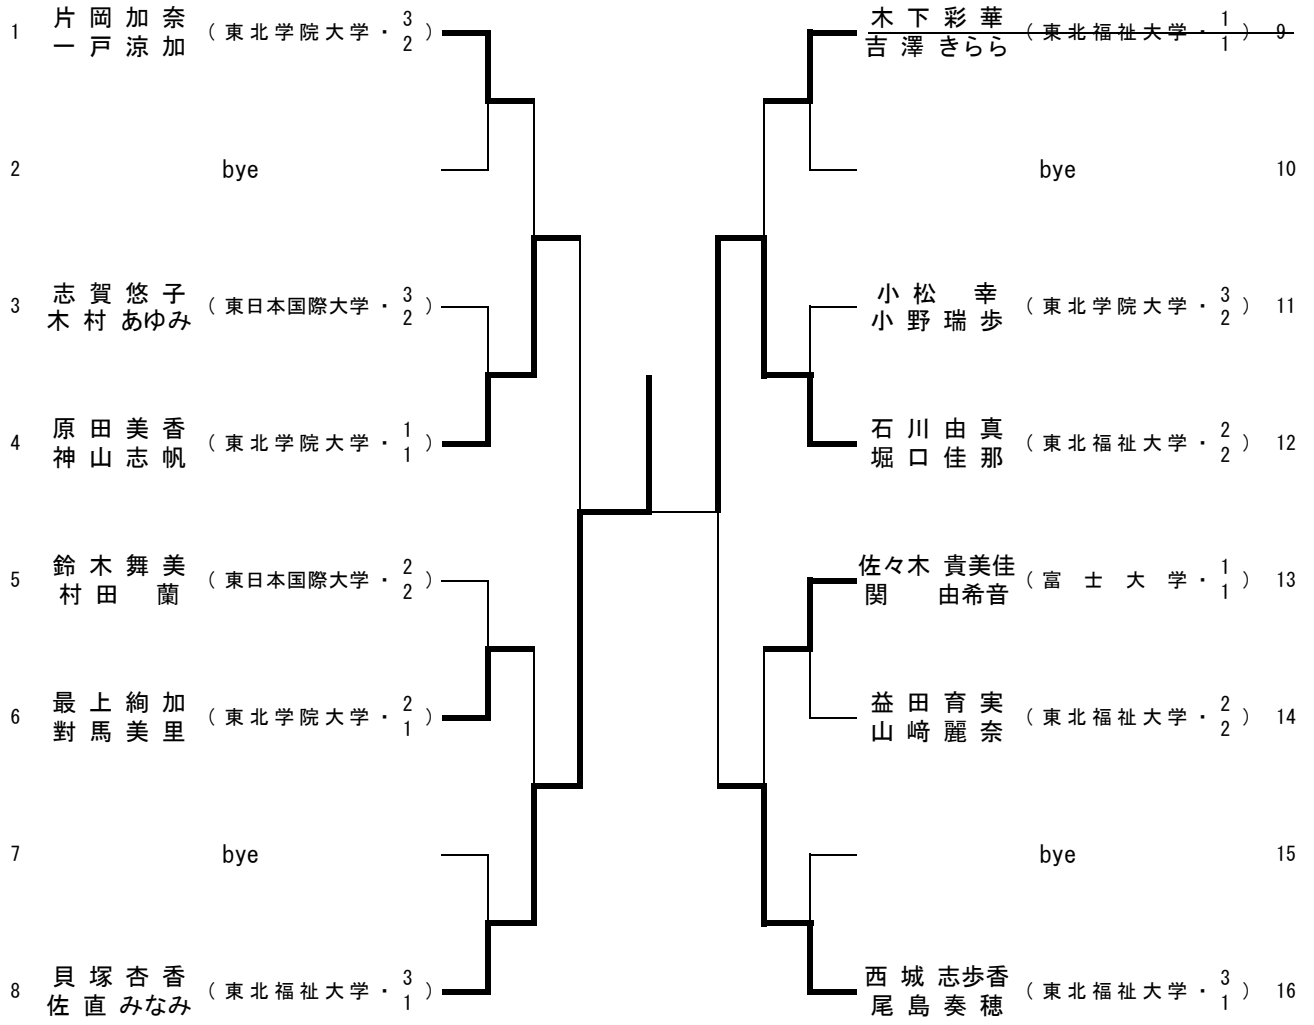 1 片岡加奈 一戸涼加 (東北学院大学・3 2)
2 bye
3 志賀悠子 木村あゆみ (東日本国際大学・3 2)
4 原田美香 神山志帆 (東北学院大学・1 1)
5 鈴木舞美 村田蘭 (東日本国際大学・2 2)
6 最上絢加 對馬美里 (東北学院大学・2 1)
7 bye
8 貝塚杏香 佐直みなみ (東北福祉大学・3 1)
木下彩華 吉澤きらら (東北福祉大学・1 1) 9
bye 10
小松幸 小野瑞歩 (東北学院大学・3 2) 11
石川由真 堀口佳那 (東北福祉大学・2 2) 12
佐々木貴美佳 関由希音 (富士大学・1 1) 13
益田育実 山﨑麗奈 (東北福祉大学・2 2) 14
bye 15
西城志歩香 尾島奏穂 (東北福祉大学・3 1) 16